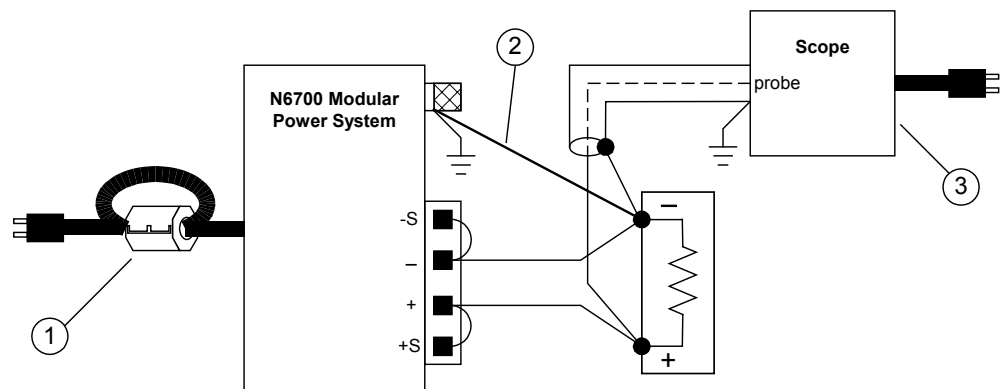 2
Scope
probe
N6700 Modular
Power System
3
-S
–
+
+S
–
+
1